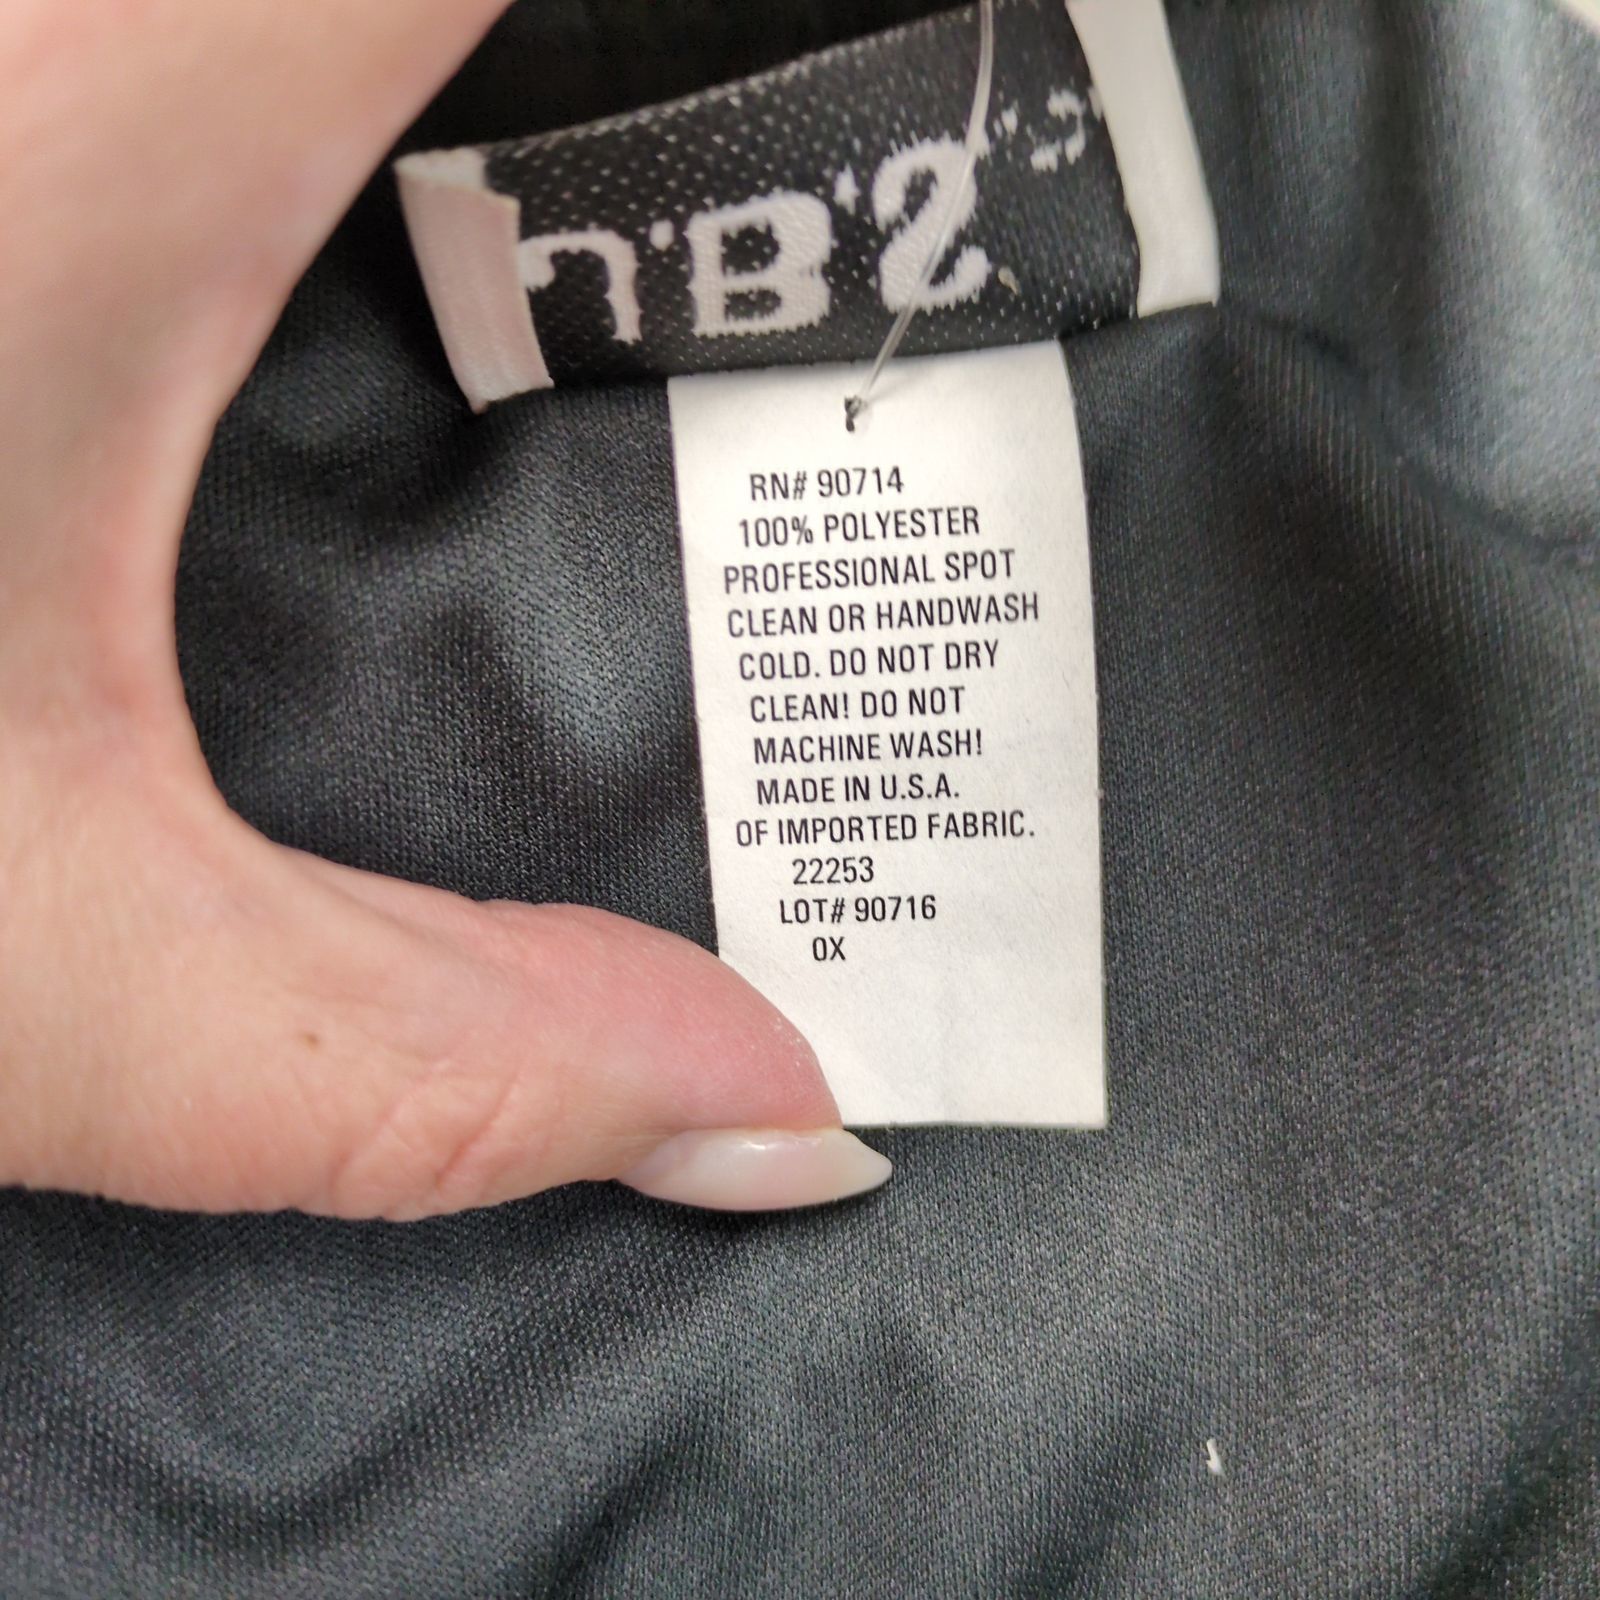 RN# 90714
100% POLYESTER
PROFESSIONAL SPOT
CLEAN OR HANDWASH
COLD. DO NOT DRY
CLEAN! DO NOT
MACHINE WASH!
MADE IN U.S.A.
OF IMPORTED FABRIC.
22253
LOT# 90716
0X